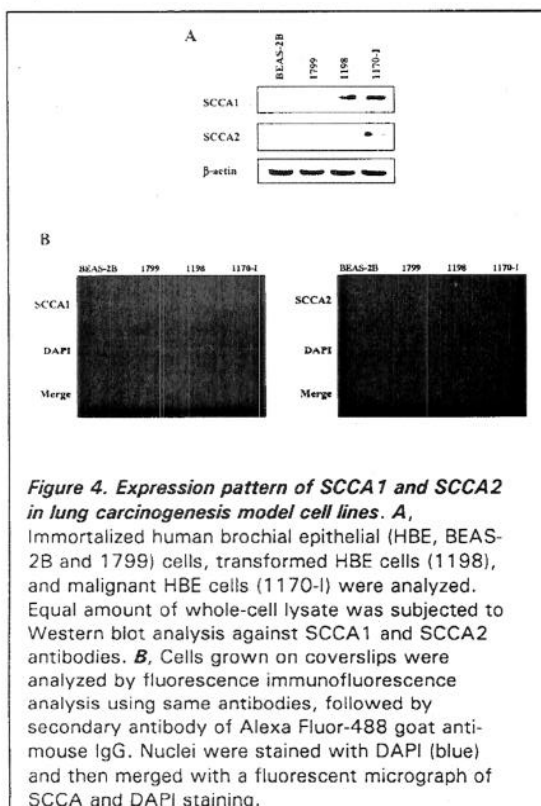 A
BEAS-2B 1799 1198 1170-I
SCCA1
SCCA2
β-actin
B
BEAS-2B 1799 1198 1170-I
SCCA1
DAPI
Merge
BEAS-2B 1799 1198 1170-I
SCCA2
DAPI
Merge
Figure 4. Expression pattern of SCCA1 and SCCA2
in lung carcinogenesis model cell lines. A,
Immortalized human brochial epithelial (HBE, BEAS-
2B and 1799) cells, transformed HBE cells (1198),
and malignant HBE cells (1170-I) were analyzed.
Equal amount of whole-cell lysate was subjected to
Western blot analysis against SCCA1 and SCCA2
antibodies. B, Cells grown on coverslips were
analyzed by fluorescence immunofluorescence
analysis using same antibodies, followed by
secondary antibody of Alexa Fluor-488 goat anti-
mouse IgG. Nuclei were stained with DAPI (blue)
and then merged with a fluorescent micrograph of
SCCA and DAPI staining.